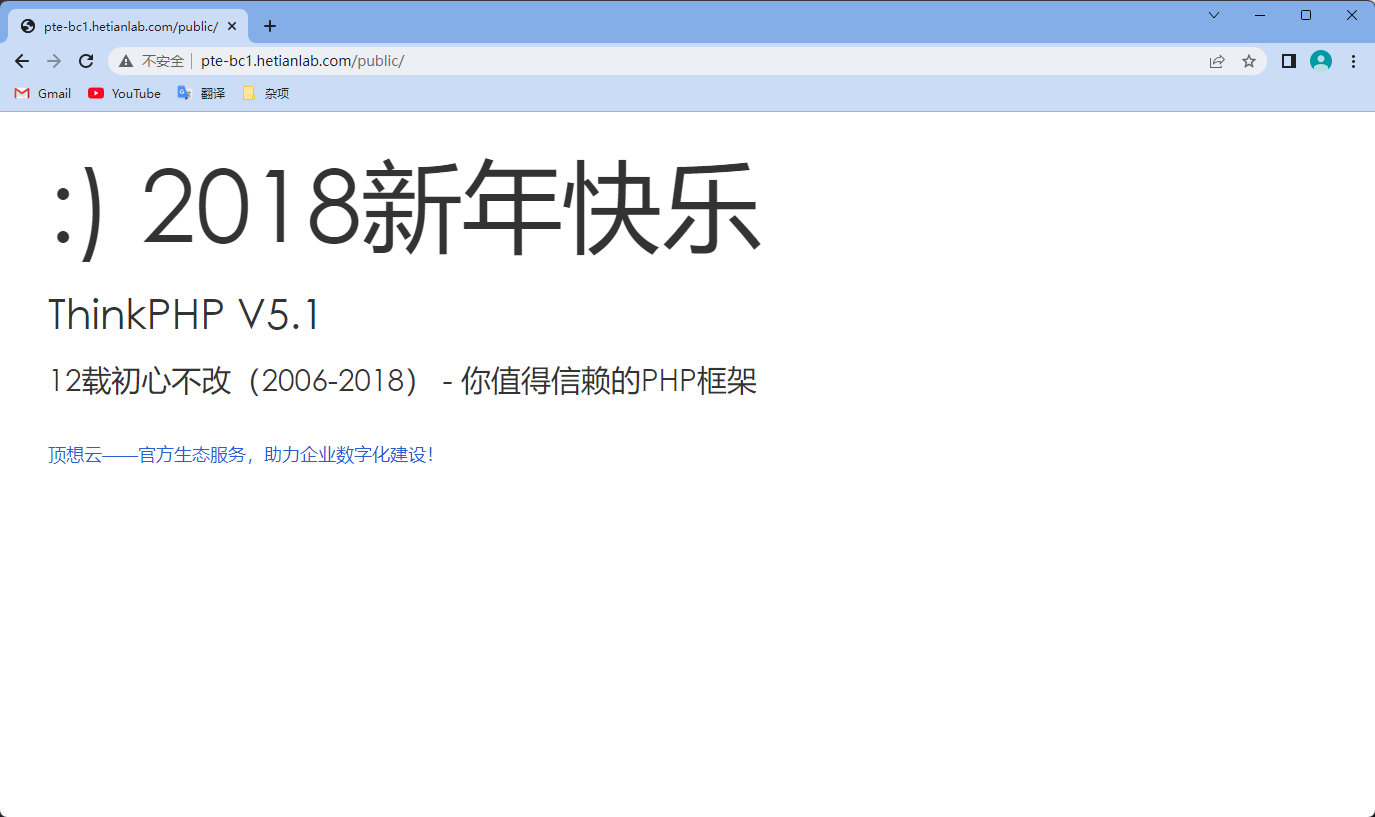 pte-bc1.hetianlab.com/public/
不安全 pte-bc1.hetianlab.com/public/
Gmail YouTube 翻译 杂项
:) 2018新年快乐
ThinkPHP V5.1
12载初心不改（2006-2018） - 你值得信赖的PHP框架
顶想云——官方生态服务，助力企业数字化建设！